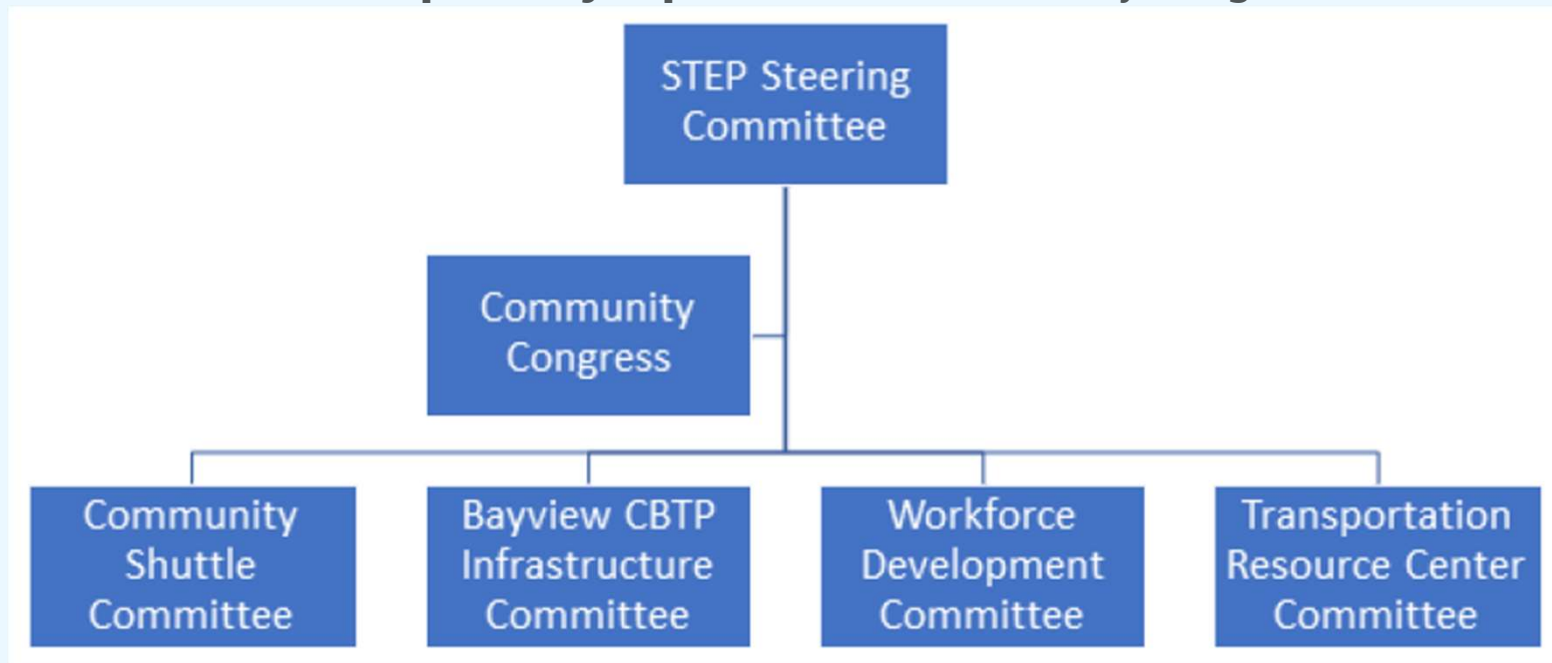 STEP Steering
Committee
Community
Congress
Community
Shuttle
Committee
Bayview CBTP
Infrastructure
Committee
Workforce
Development
Committee
Transportation
Resource Center
Committee